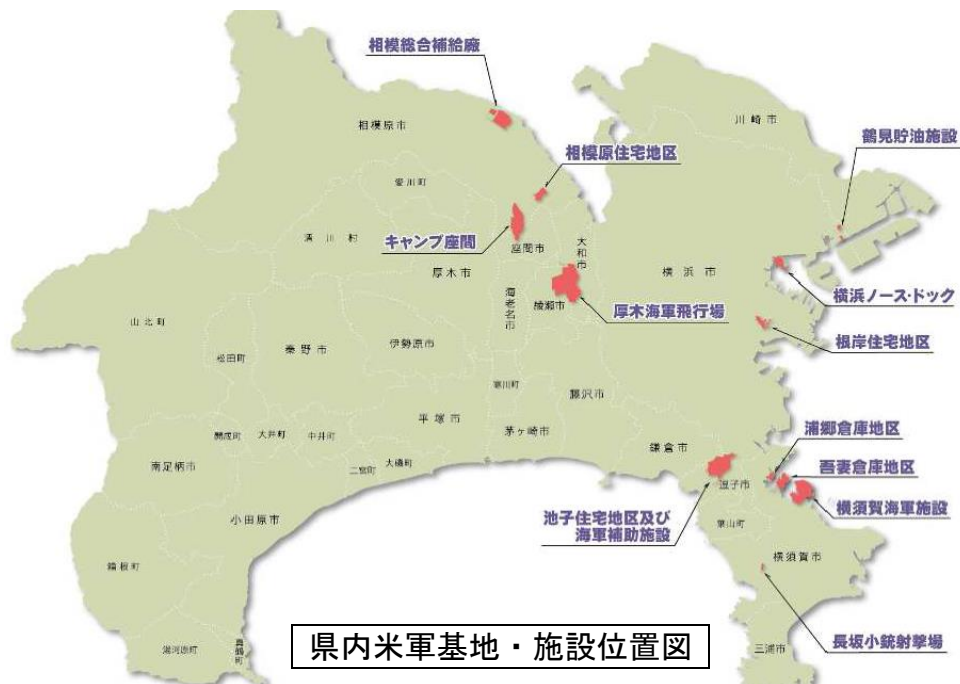 相模総合補給廠
川崎市
相模原市
鶴見貯油施設
相模原住宅地区
愛川町
清川村
キャンプ座間
座間市
大和市
厚木市
横浜市
海老名市
綾瀬市
横浜ノース・ドック
厚木海軍飛行場
山北町
根岸住宅地区
秦野市
伊勢原市
松田町
寒川町
藤沢市
平塚市
茅ヶ崎市
開成町
大井町
中井町
鎌倉市
浦郷倉庫地区
大磯町
二宮町
南足柄市
吾妻倉庫地区
逗子市
横須賀海軍施設
小田原市
池子住宅地区及び
海軍補助施設
葉山町
横須賀市
箱根町
長坂小銃射撃場
県内米軍基地・施設位置図
湯河原町
真鶴町
三浦市